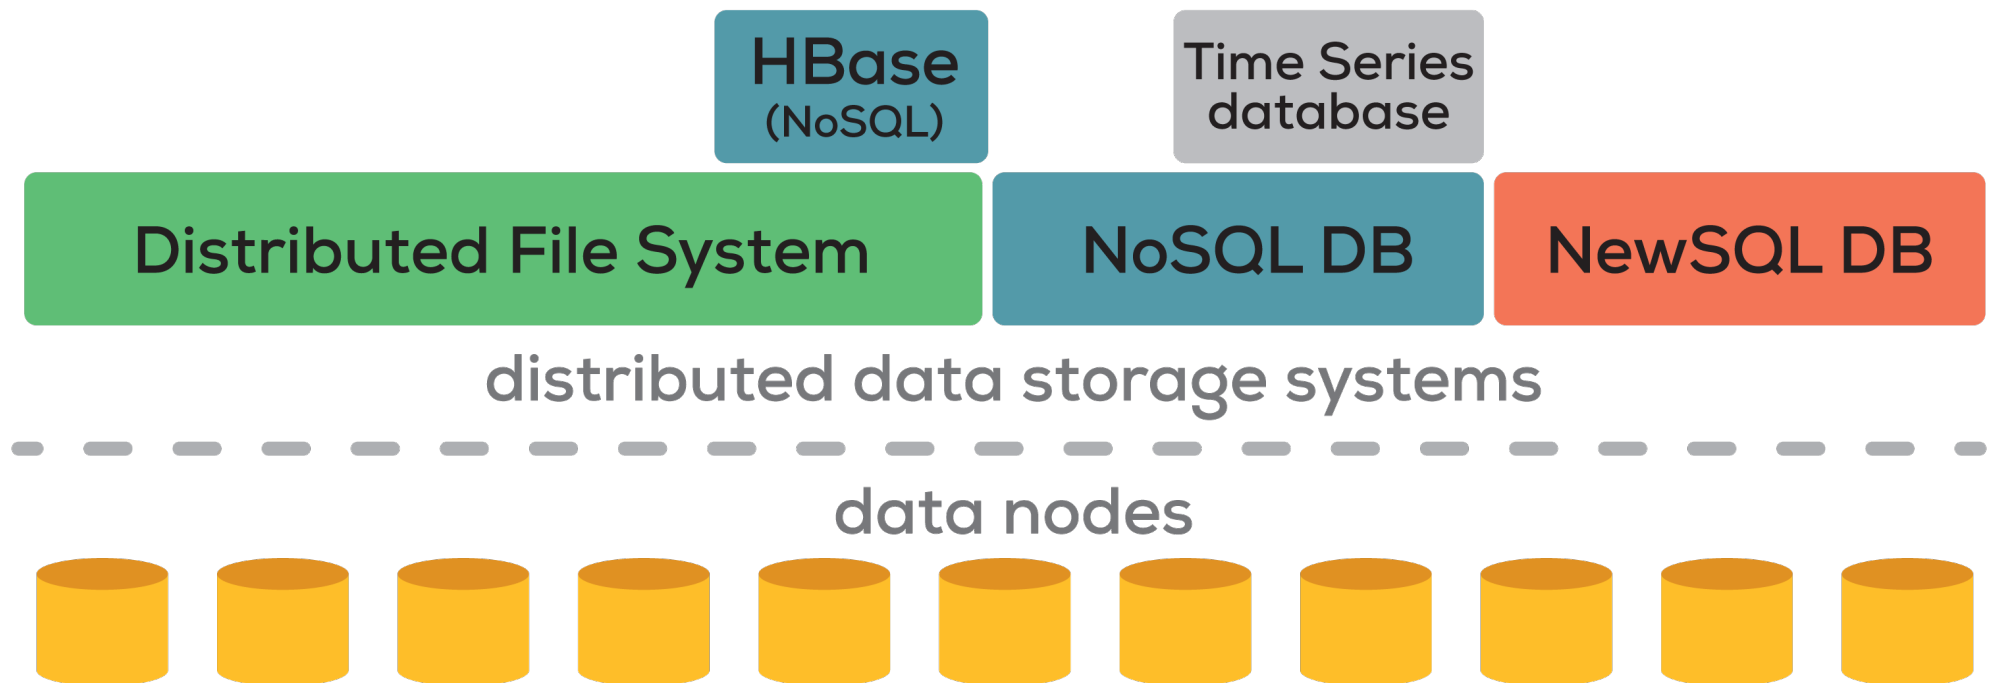 HBase
(NoSQL)
Time Series
database
Distributed File System
NoSQL DB
NewSQL DB
distributed data storage systems
data nodes